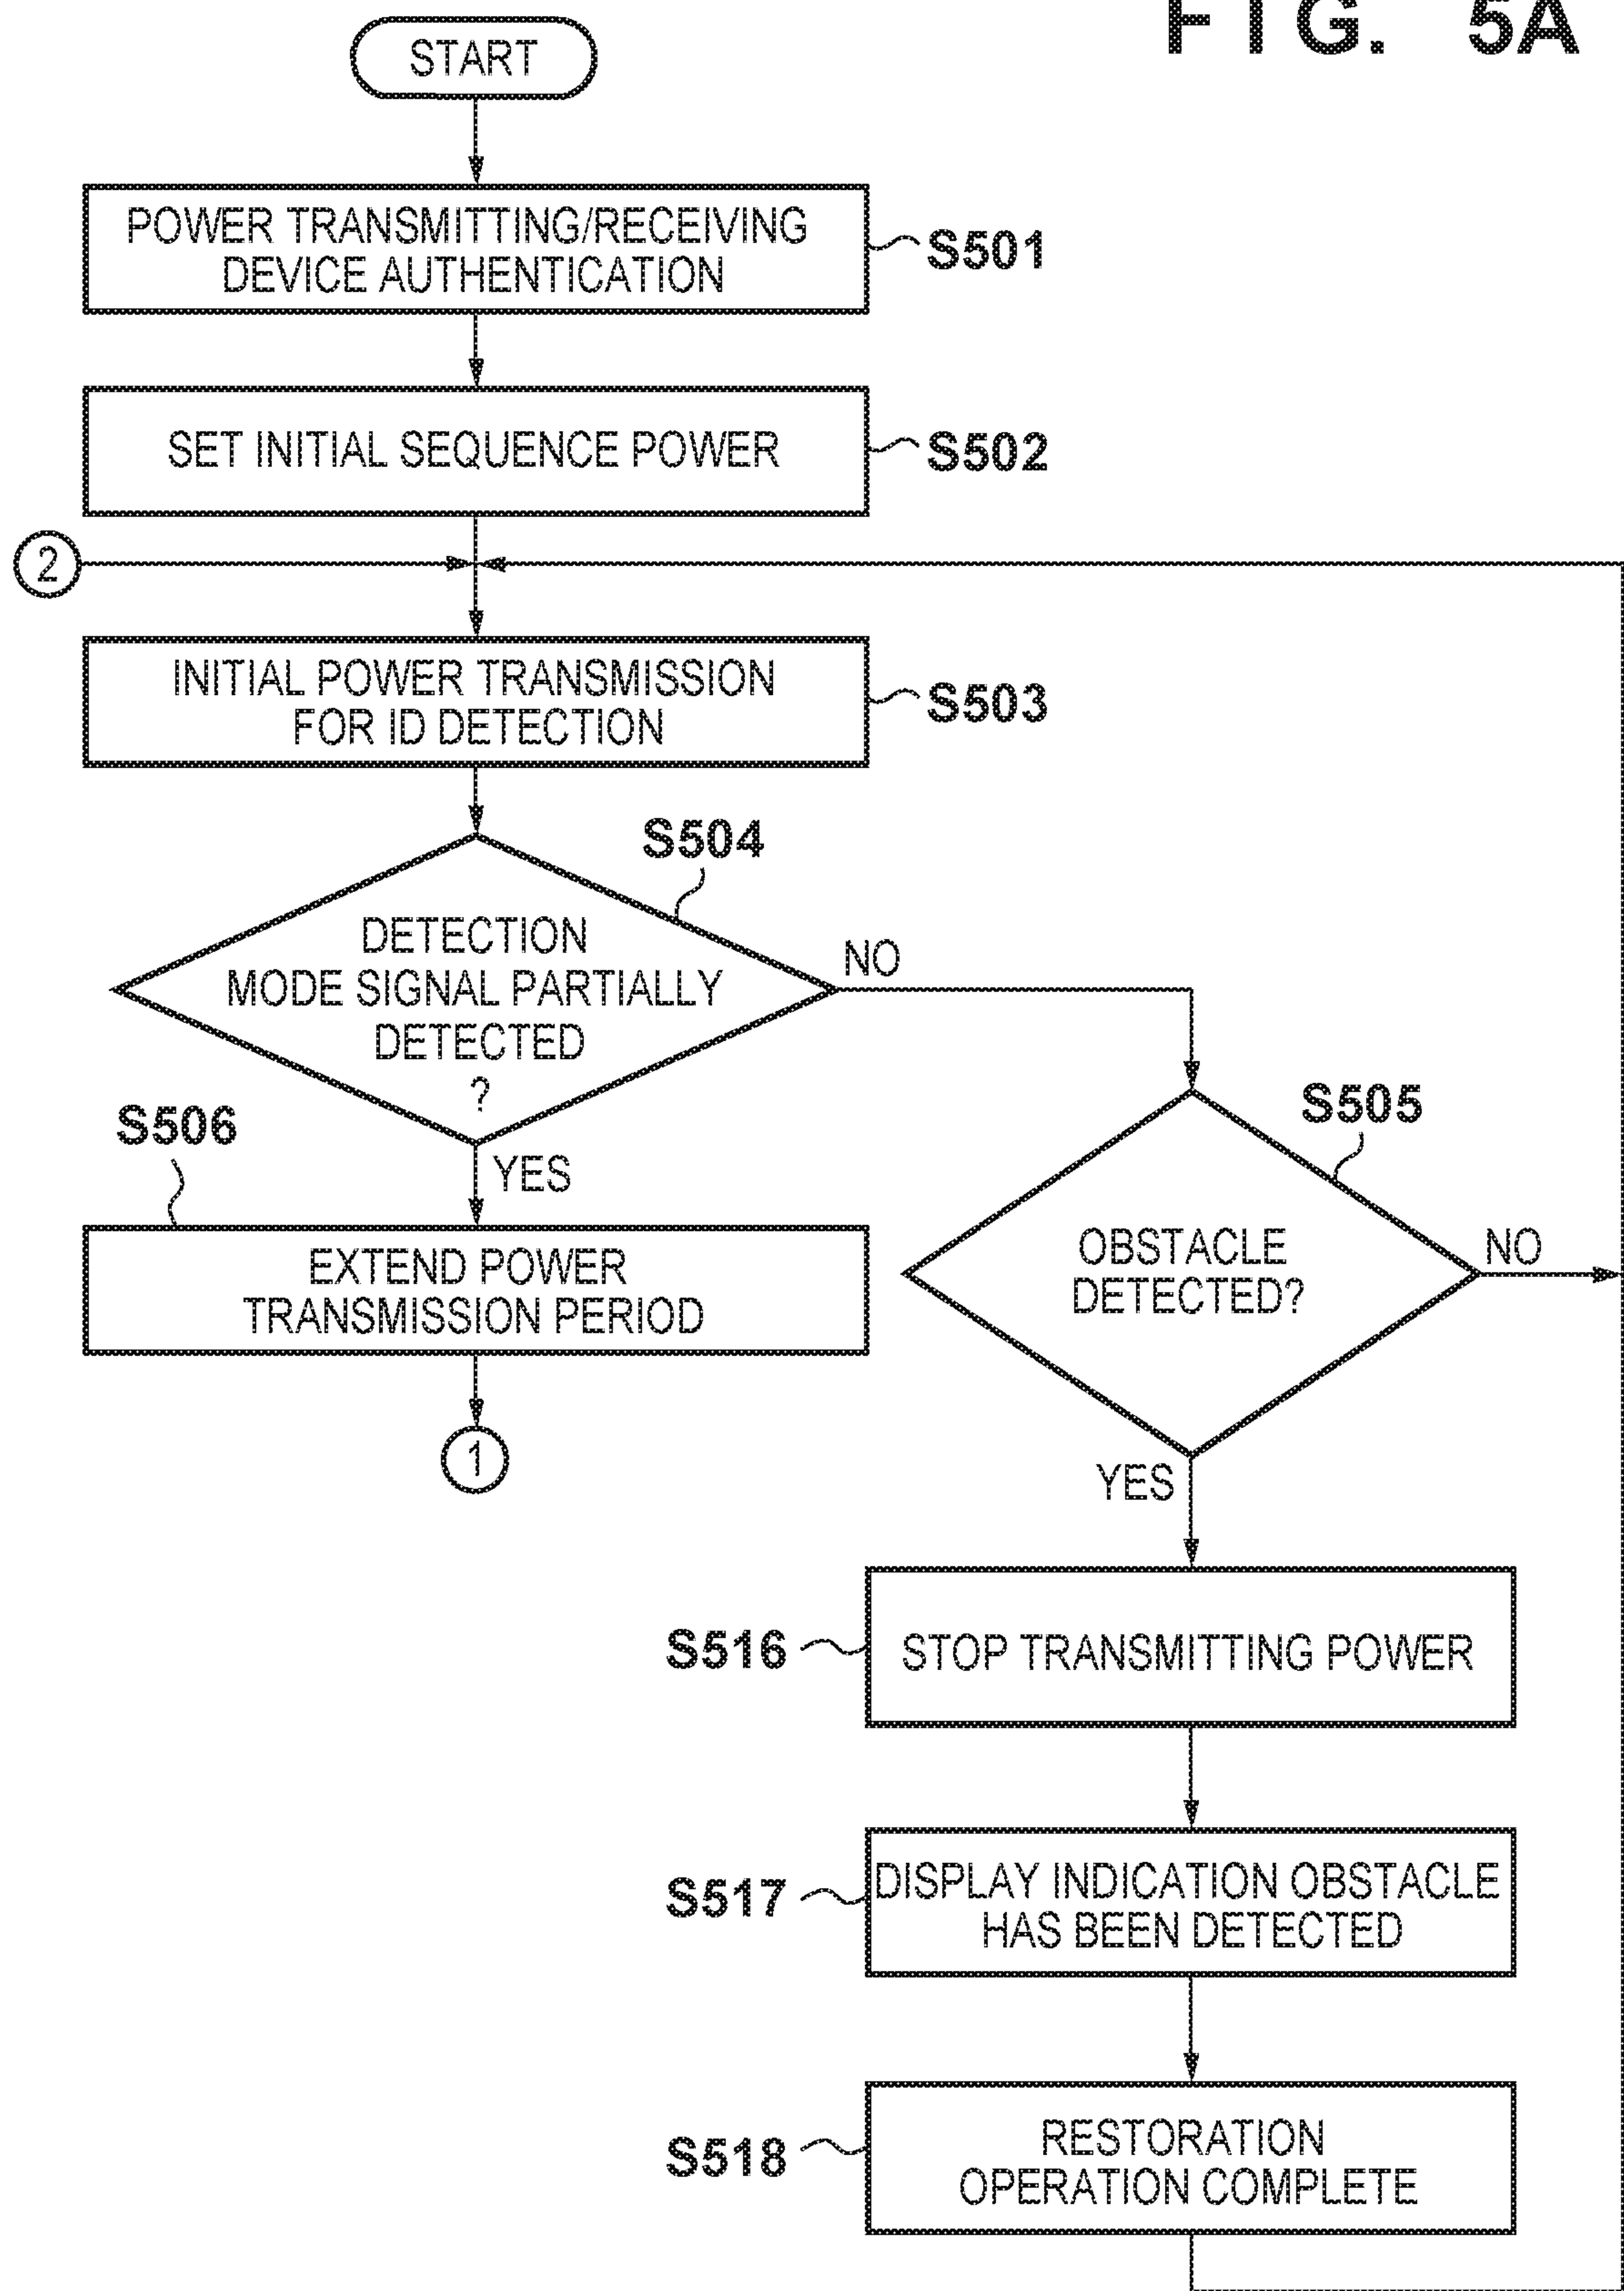 FIG. 5A
START
POWER TRANSMITTING/RECEIVING
DEVICE AUTHENTICATION
S501
SET INITIAL SEQUENCE POWER
S502
2
INITIAL POWER TRANSMISSION
FOR ID DETECTION
S503
S504
DETECTION
MODE SIGNAL PARTIALLY
DETECTED
?
NO
YES
S506
EXTEND POWER
TRANSMISSION PERIOD
1
S505
OBSTACLE
DETECTED?
NO
YES
S516
STOP TRANSMITTING POWER
S517
DISPLAY INDICATION OBSTACLE
HAS BEEN DETECTED
S518
RESTORATION
OPERATION COMPLETE